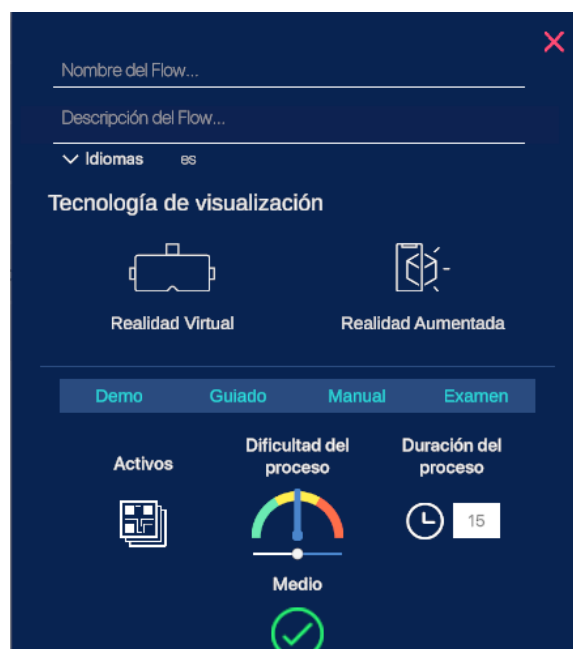 Nombre del Flow...
Descripción del Flow...
Idiomas es
Tecnología de visualización
Realidad Virtual Realidad Aumentada
Demo Guiado Manual Examen
Activos
Dificultad del proceso
Duración del proceso
15
Medio